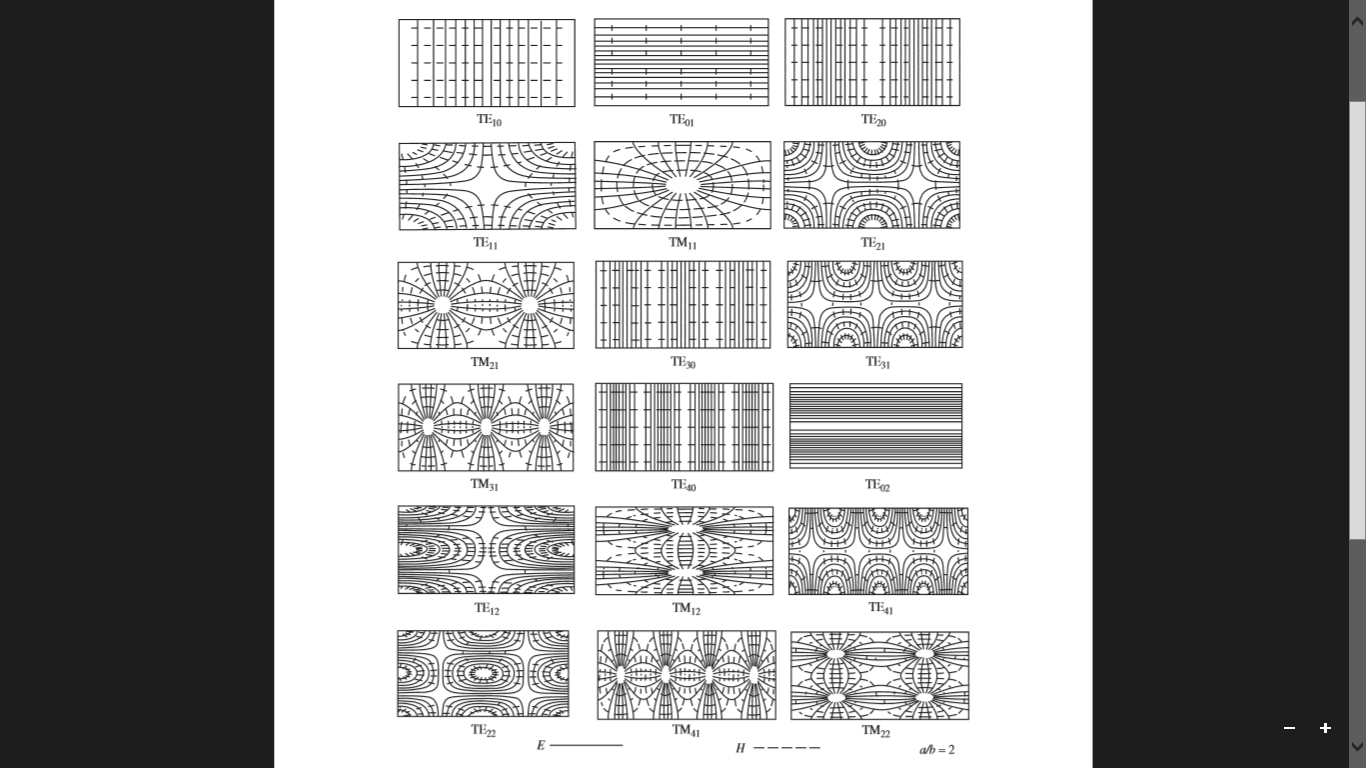 TE10 TE01 TE20
TE11 TM11 TE21
TM21 TE30 TE31
TM31 TE40 TE02
TE12 TM12 TE41
TE22 TM41 TM22
E H a/b = 2